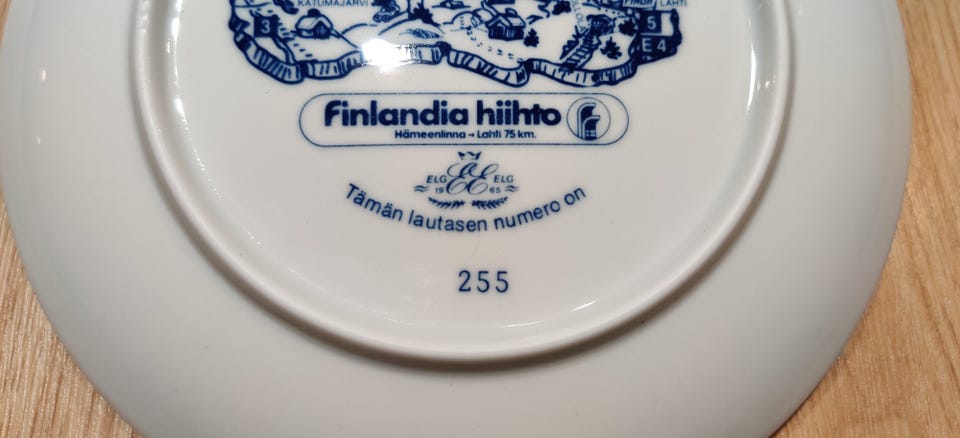 KATUMAJÄRVI
LAHTI
3
5
E4
Finlandia hiihto
Hämeenlinna → Lahti 75 km.
ELG EE ELG
19 65
Tämän lautasen numero on
255